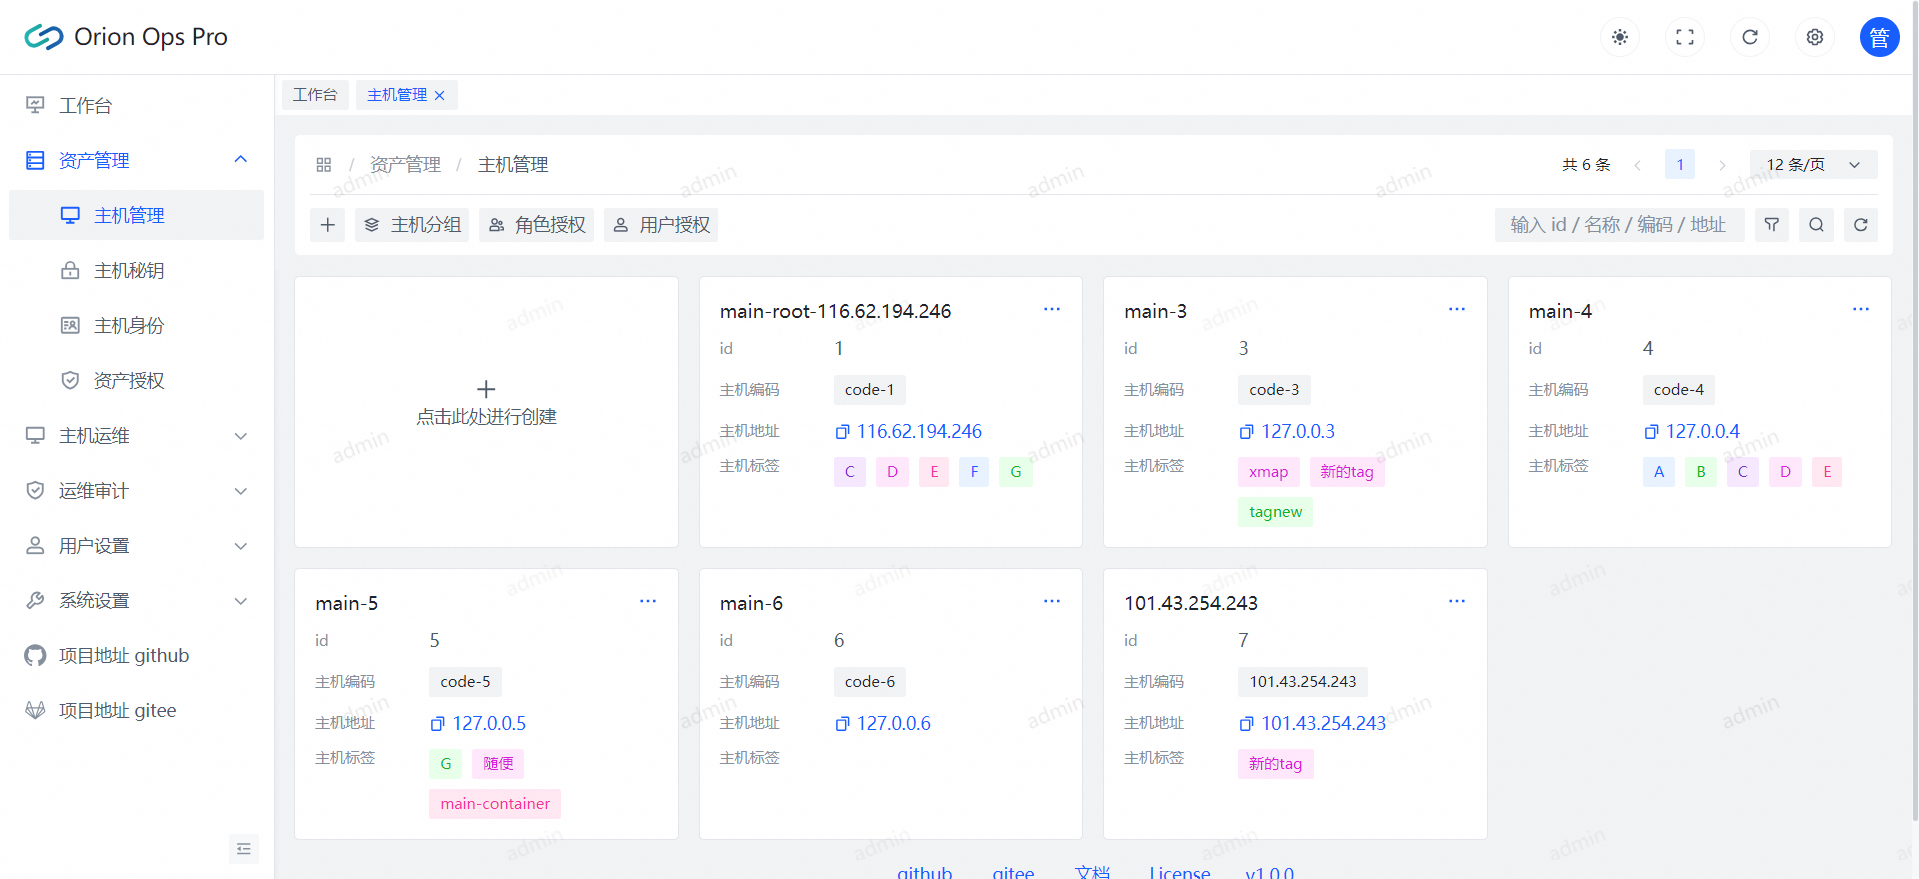 Orion Ops Pro
管
工作台
资产管理
主机管理
主机秘钥
主机身份
资产授权
主机运维
运维审计
用户设置
系统设置
项目地址 github
项目地址 gitee
工作台 主机管理
/ 资产管理 / 主机管理
共 6 条 1 12 条/页
主机分组 角色授权 用户授权
输入 id / 名称 / 编码 / 地址
点击此处进行创建
main-root-116.62.194.246
id 1
主机编码 code-1
主机地址 116.62.194.246
主机标签 C D E F G
main-3
id 3
主机编码 code-3
主机地址 127.0.0.3
主机标签 xmap 新的tag
tagnew
main-4
id 4
主机编码 code-4
主机地址 127.0.0.4
主机标签 A B C D E
main-5
id 5
主机编码 code-5
主机地址 127.0.0.5
主机标签 G 随便
main-container
main-6
id 6
主机编码 code-6
主机地址 127.0.0.6
主机标签
101.43.254.243
id 7
主机编码 101.43.254.243
主机地址 101.43.254.243
主机标签 新的tag
github gitee 文档 License v1.0.0
admin